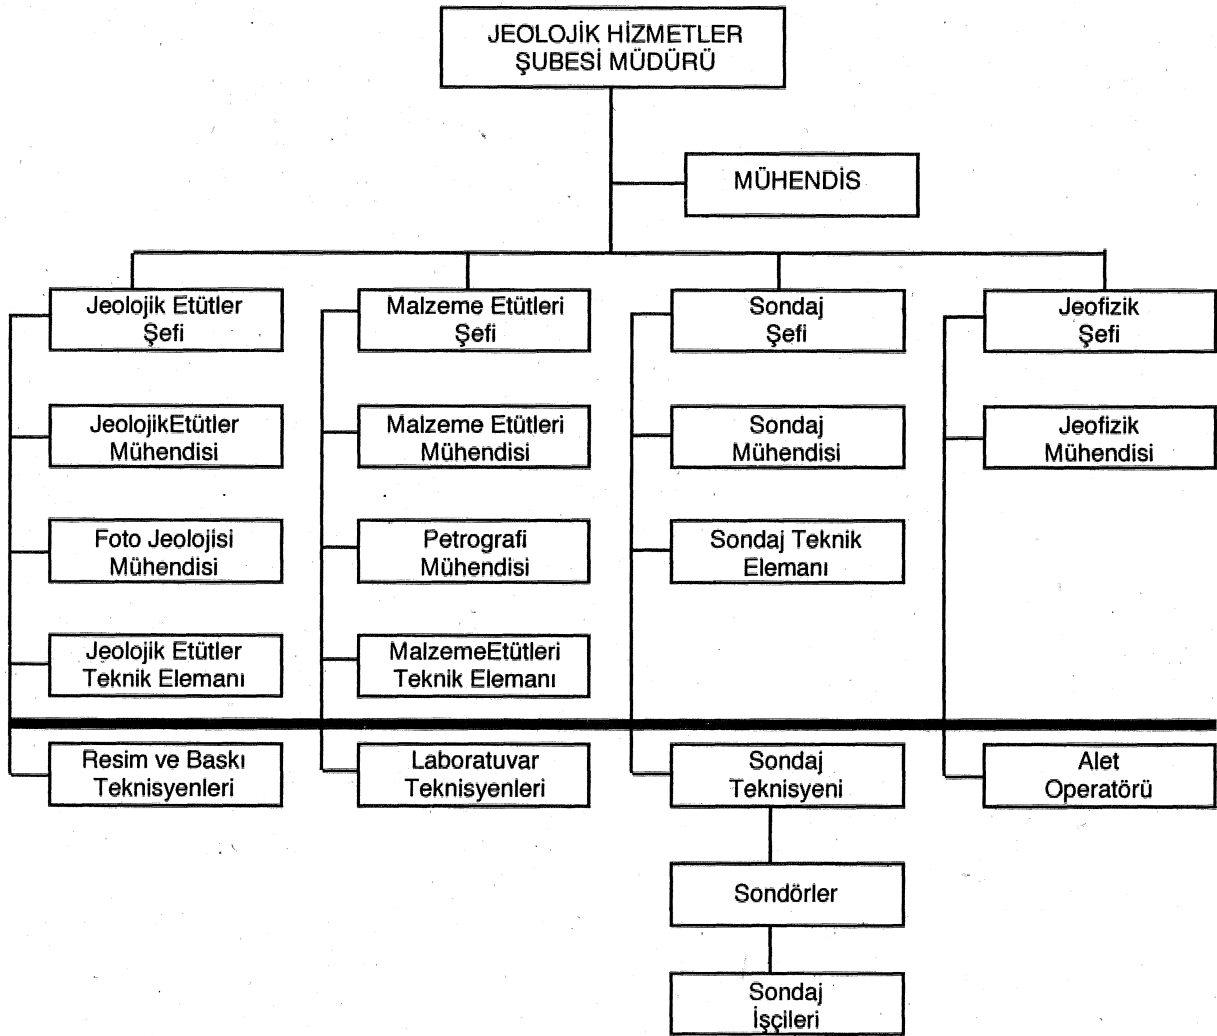 JEOLOJİK HİZMETLER
ŞUBESİ MÜDÜRÜ
MÜHENDİS
Jeolojik Etütler
Şefi
Malzeme Etütleri
Şefi
Sondaj
Şefi
Jeofizik
Şefi
JeolojikEtütler
Mühendisi
Malzeme Etütleri
Mühendisi
Sondaj
Mühendisi
Jeofizik
Mühendisi
Foto Jeolojisi
Mühendisi
Petrografi
Mühendisi
Sondaj Teknik
Elemanı
Jeolojik Etütler
Teknik Elemanı
MalzemeEtütleri
Teknik Elemanı
Resim ve Baskı
Teknisyenleri
Laboratuvar
Teknisyenleri
Sondaj
Teknisyeni
Alet
Operatörü
Sondörler
Sondaj
İşçileri